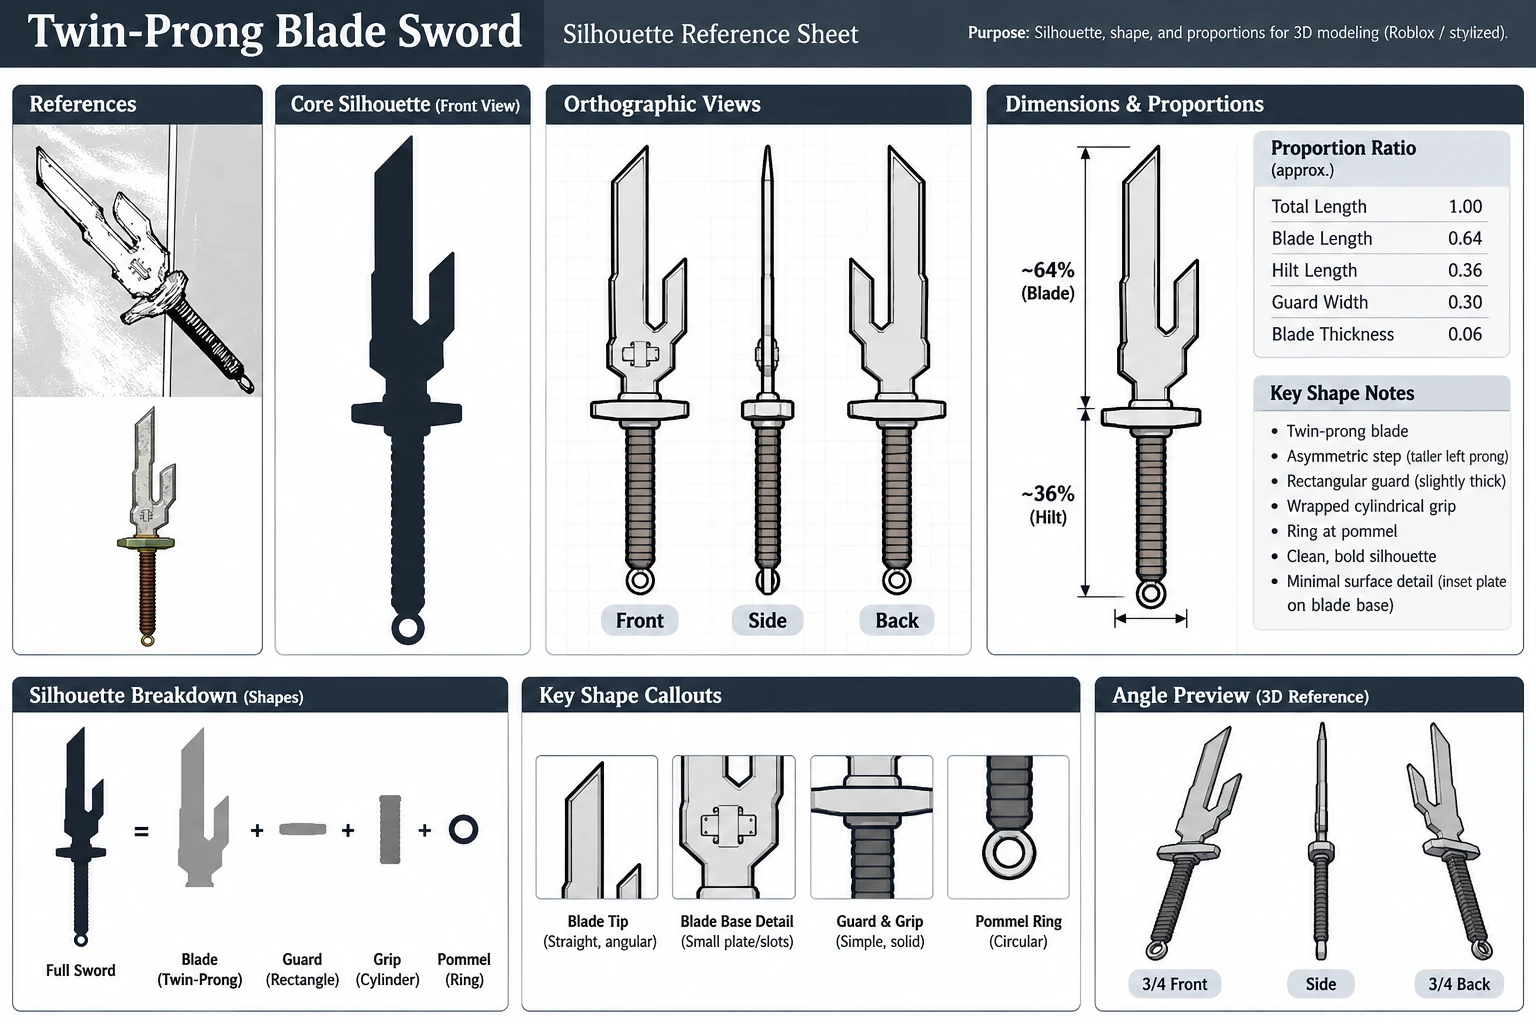 Twin-Prong Blade Sword
Silhouette Reference Sheet
Purpose: Silhouette, shape, and proportions for 3D modeling (Roblox / stylized).
References
Core Silhouette (Front View)
Orthographic Views
Front
Side
Back
Dimensions & Proportions
~64%
(Blade)
~36%
(Hilt)
Proportion Ratio
(approx.)
Total Length 1.00
Blade Length 0.64
Hilt Length 0.36
Guard Width 0.30
Blade Thickness 0.06
Key Shape Notes
• Twin-prong blade
• Asymmetric step (taller left prong)
• Rectangular guard (slightly thick)
• Wrapped cylindrical grip
• Ring at pommel
• Clean, bold silhouette
• Minimal surface detail (inset plate
on blade base)
Silhouette Breakdown (Shapes)
= + + +
Full Sword
Blade
(Twin-Prong)
Guard
(Rectangle)
Grip
(Cylinder)
Pommel
(Ring)
Key Shape Callouts
Blade Tip
(Straight, angular)
Blade Base Detail
(Small plate/slots)
Guard & Grip
(Simple, solid)
Pommel Ring
(Circular)
Angle Preview (3D Reference)
3/4 Front
Side
3/4 Back